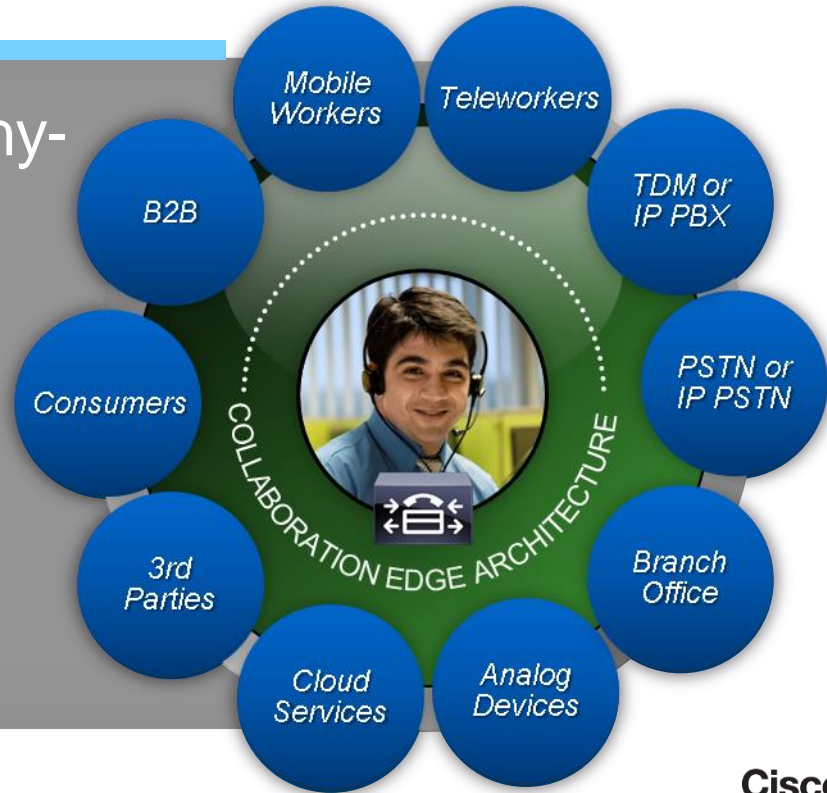 ny-
Mobile
Workers
Teleworkers
B2B
TDM or
IP PBX
Consumers
PSTN or
IP PSTN
COLLABORATION EDGE ARCHITECTURE
3rd
Parties
Branch
Office
Cloud
Services
Analog
Devices
Cisco